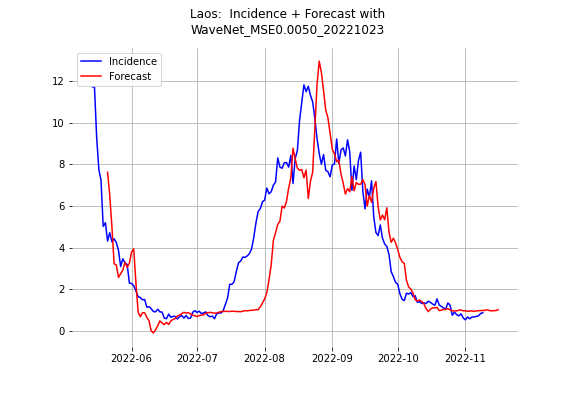 Laos:  Incidence + Forecast with
WaveNet_MSE0.0050_20221023
Incidence
Forecast
12
10
8
6
4
2
0
2022-06 2022-07 2022-08 2022-09 2022-10 2022-11